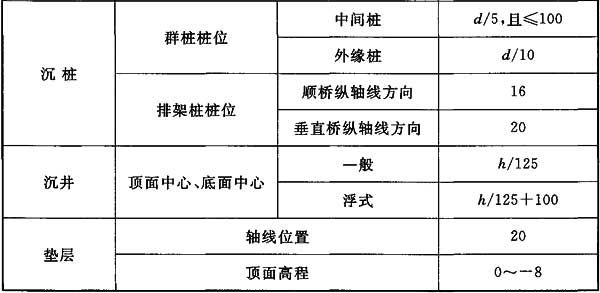 沉桩 群桩桩位 中间桩 d/5,且≤100
外缘桩 d/10
排架桩桩位 顺桥纵轴线方向 16
垂直桥纵轴线方向 20
沉井 顶面中心、底面中心 一般 h/125
浮式 h/125+100
垫层 轴线位置 20
顶面高程 0~-8